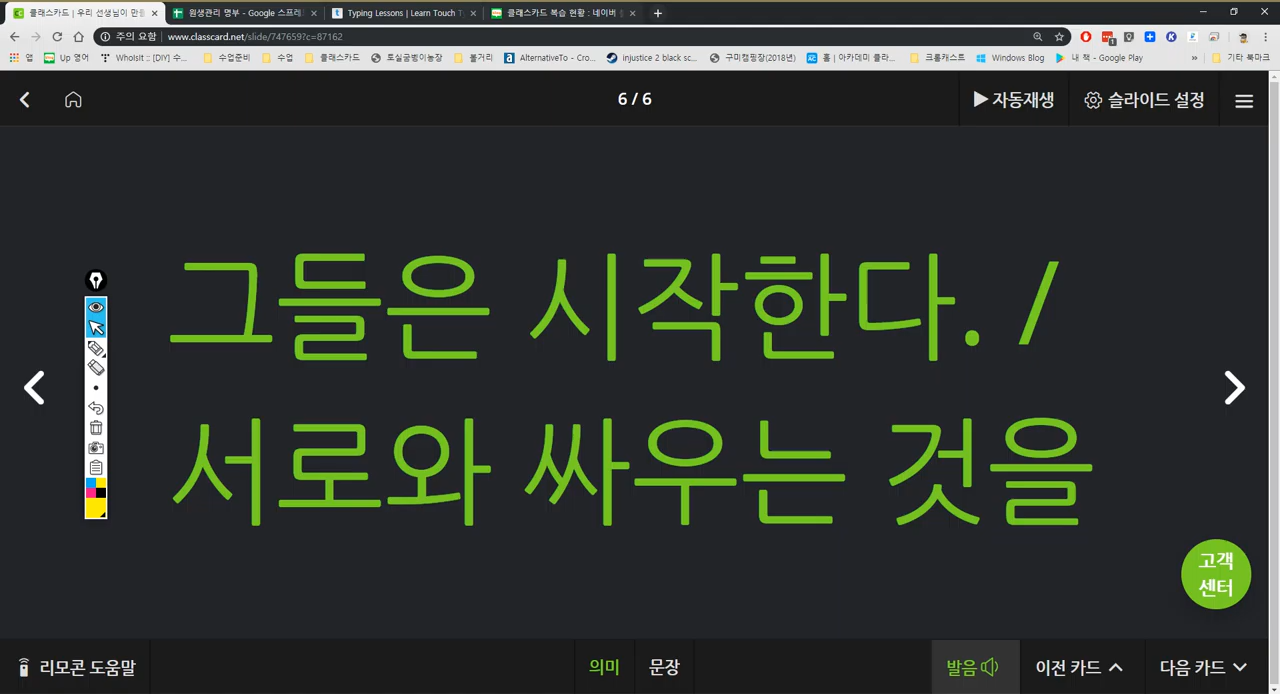 클래스카드 | 우리 선생님이 만들
원생관리 명부 - Google 스프레
Typing Lessons | Learn Touch T
클래스카드 복습 현황 : 네이버
주의 요함 | www.classcard.net/slide/747659?c=87162
앱 Up 영어 WhoIsIt :: [DIY] 수... 수업준비 수업 클래스카드 토실굼벵이농장 볼거리 AlternativeTo - Cro... injustice 2 black sc... 구미캠핑장(2018년) 홈 | 아카데미 클라... 크롬캐스트 Windows Blog 내 책 - Google Play » 기타 북마크
6 / 6
자동재생
슬라이드 설정
그들은 시작한다. /
서로와 싸우는 것을
고객
센터
리모콘 도움말
의미
문장
발음
이전 카드
다음 카드